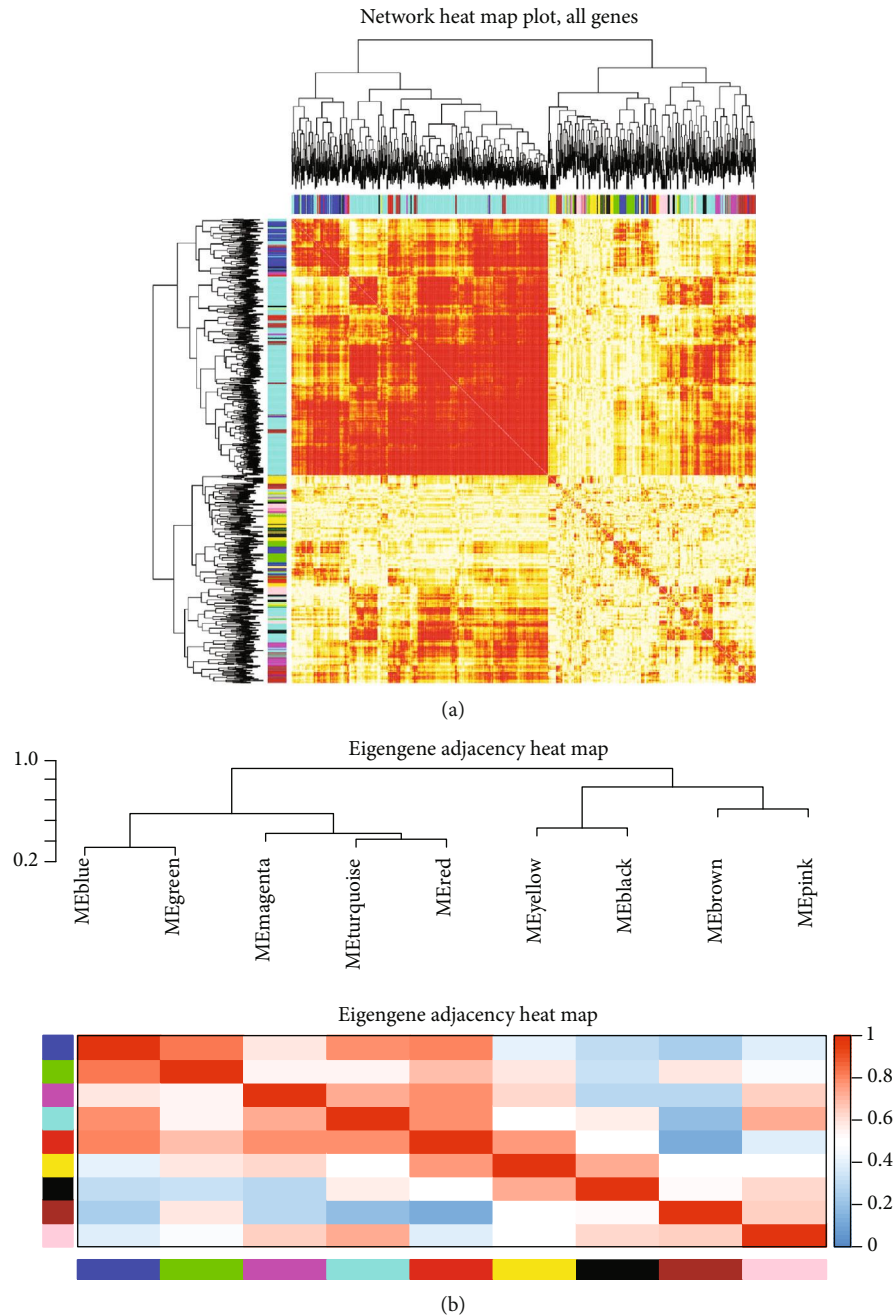 Network heat map plot, all genes
(a)
Eigengene adjacency heat map
1.0
0.2
MEblue
MEgreen
MEmagenta
MEturquoise
MEred
MEyellow
MEblack
MEbrown
MEpink
Eigengene adjacency heat map
1
0.8
0.6
0.4
0.2
0
(b)